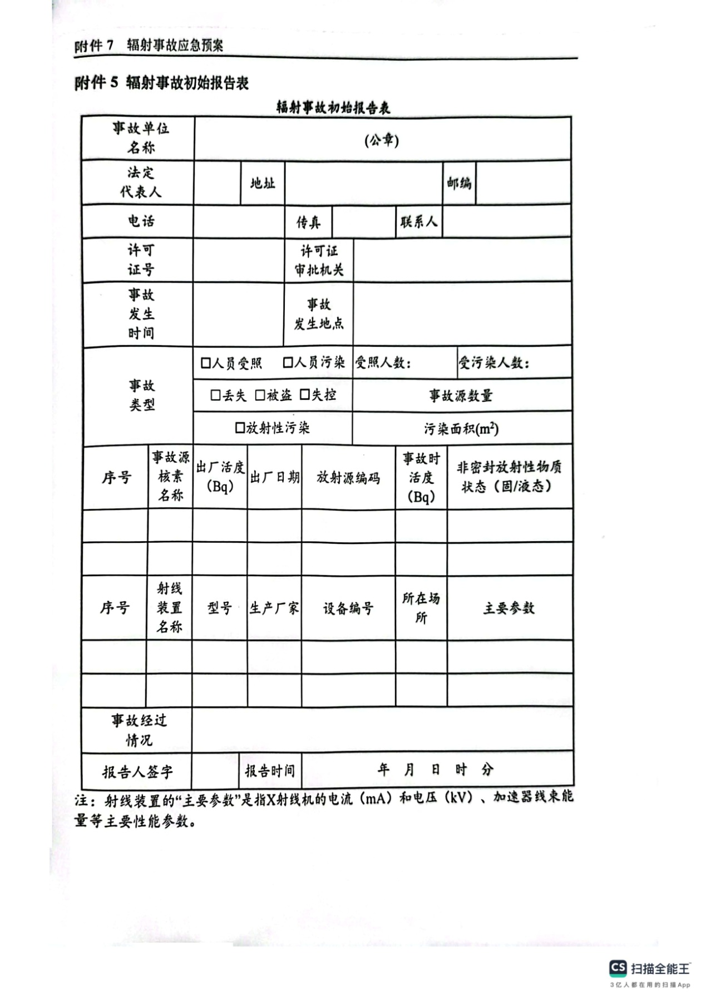 附件 7 辐射事故应急预案
附件 5 辐射事故初始报告表
辐射事故初始报告表
事故单位
名称
(公章)
法定
代表人
地址
邮编
电话
传真
联系人
许可
证号
许可证
审批机关
事故
发生
时间
事故
发生地点
事故
类型
□人员受照 □人员污染
受照人数：
受污染人数：
□丢失 □被盗 □失控
事故源数量
□放射性污染
污染面积(m²)
序号
事故源
核素
名称
出厂活度
（Bq）
出厂日期
放射源编码
事故时
活度
（Bq）
非密封放射性物质
状态（固/液态）
序号
射线
装置
名称
型号
生产厂家
设备编号
所在场
所
主要参数
事故经过
情况
报告人签字
报告时间
年 月 日 时 分
注：射线装置的“主要参数”是指X射线机的电流（mA）和电压（kV）、加速器线束能
量等主要性能参数。
CS 扫描全能王
3亿人都在用的扫描App